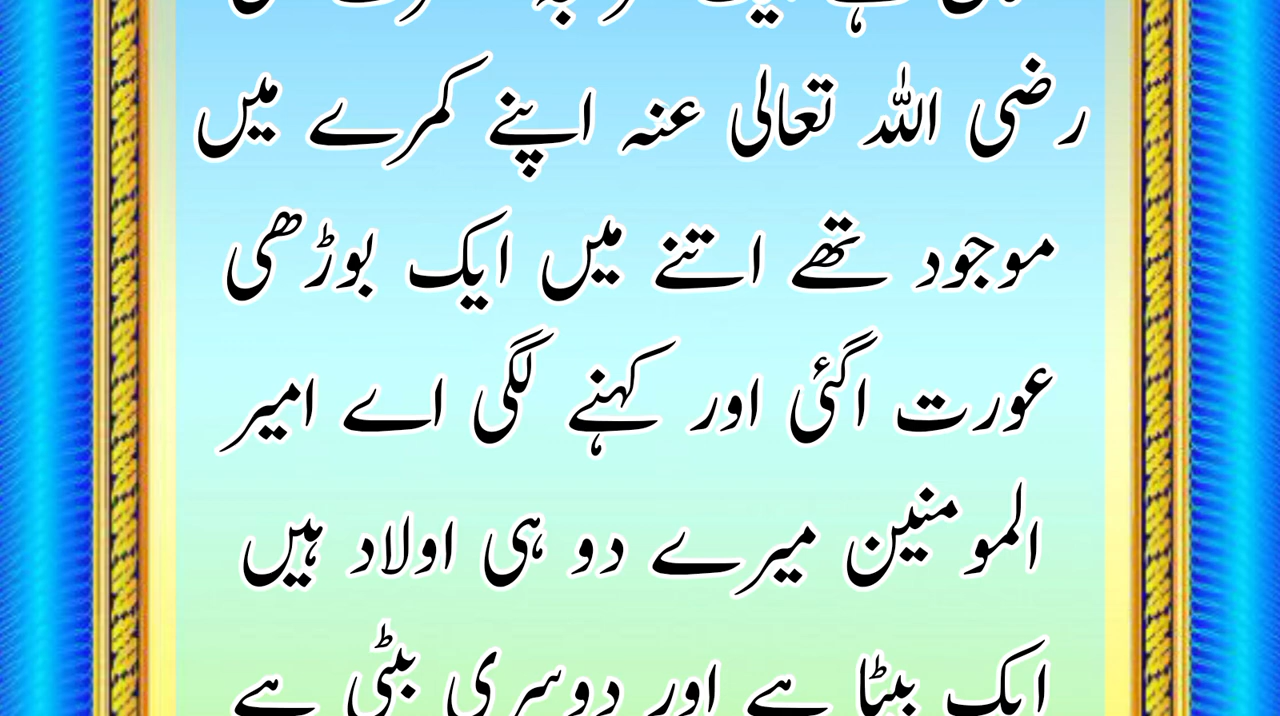 رضی اللہ تعالی عنہ اپنے کمرے میں
موجود تھے اتنے میں ایک بوڑھی
عورت اگئی اور کہنے لگی اے امیر
المومنین میرے دو ہی اولاد ہیں
ایک بیٹا ہے اور دوسری بیٹی ہے